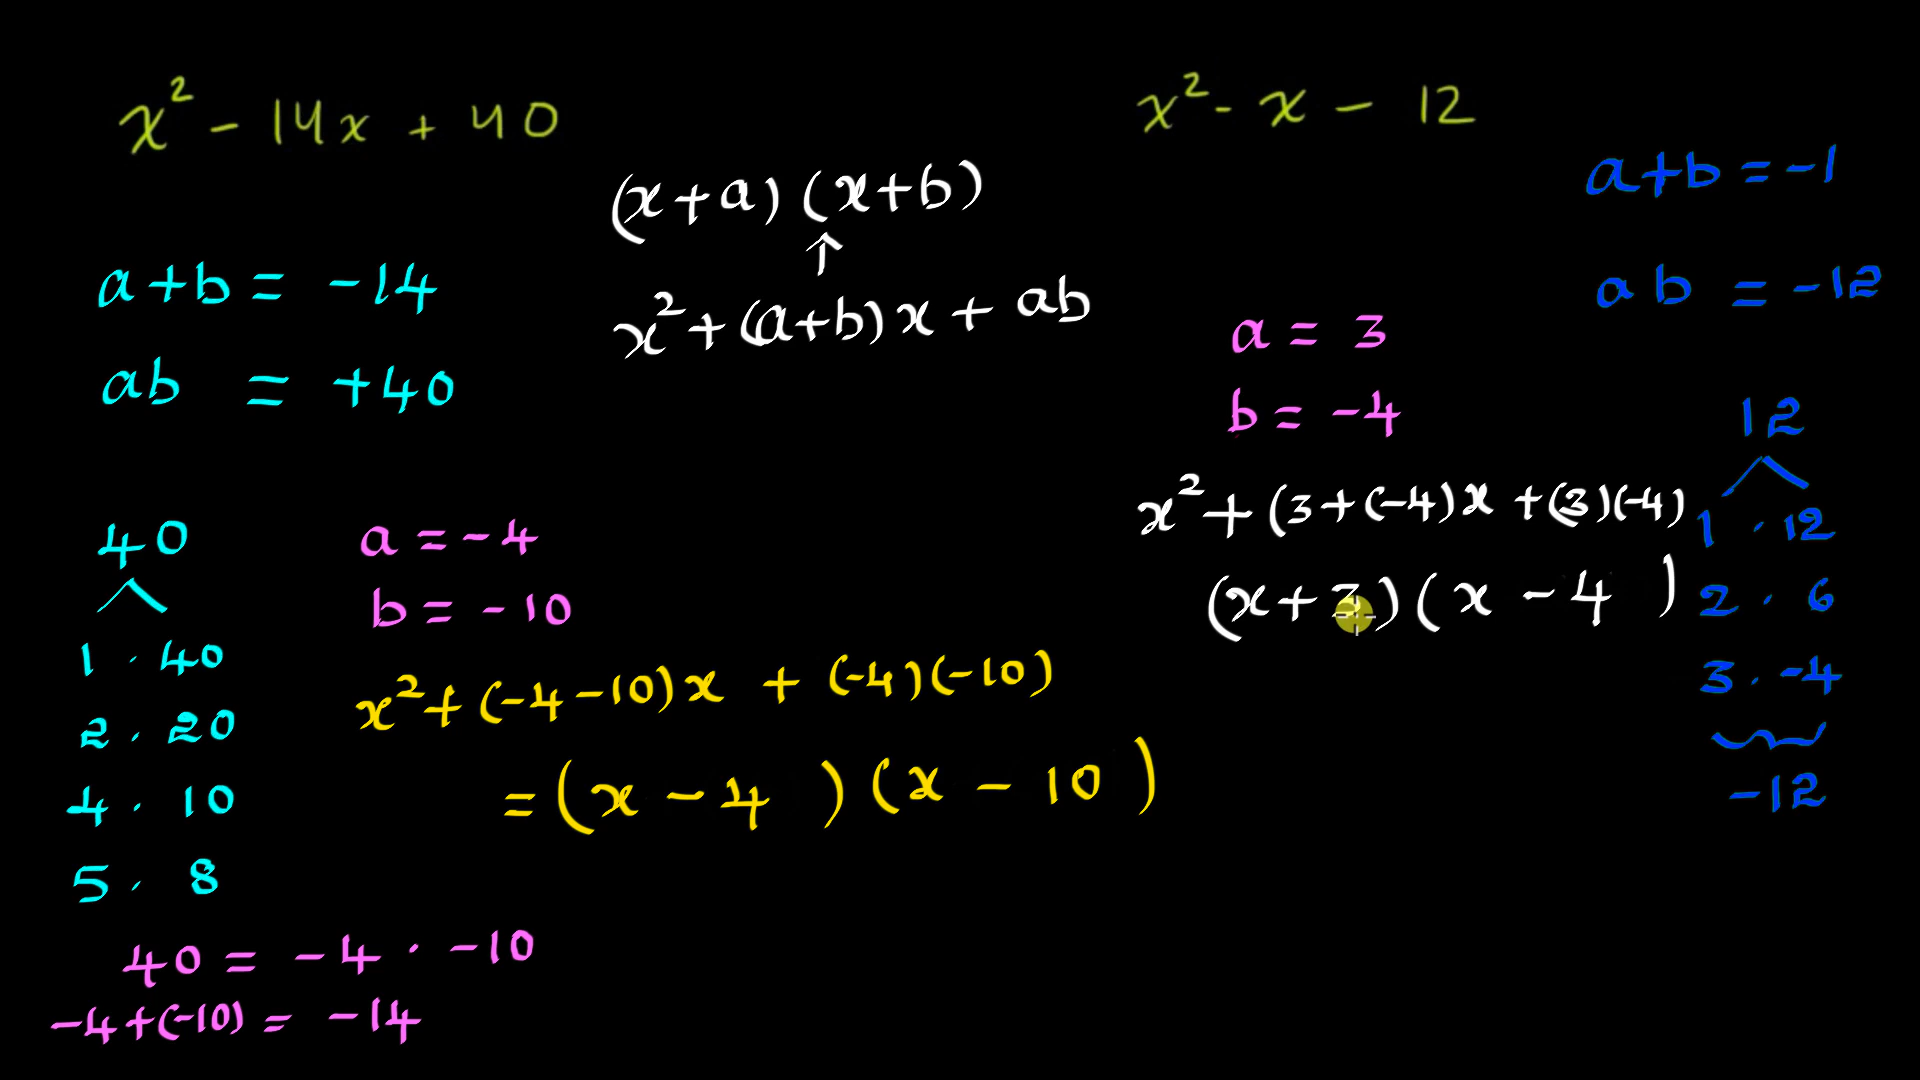 x² - 14x + 40
a+b = -14
ab = +40
40
1 . 40
2 . 20
4 . 10
5 . 8
40 = -4 . -10
-4+(-10) = -14
(x+a) (x+b)
↑
x²+(a+b)x + ab
a = -4
b = -10
x²+(-4-10)x + (-4)(-10)
= (x - 4 ) (x - 10 )
x² - x - 12
a+b = -1
ab = -12
a = 3
b = -4
x²+(3+(-4)x +(3)(-4)
(x+3) (x - 4 )
12
1 . 12
2 . 6
3 . -4
-12